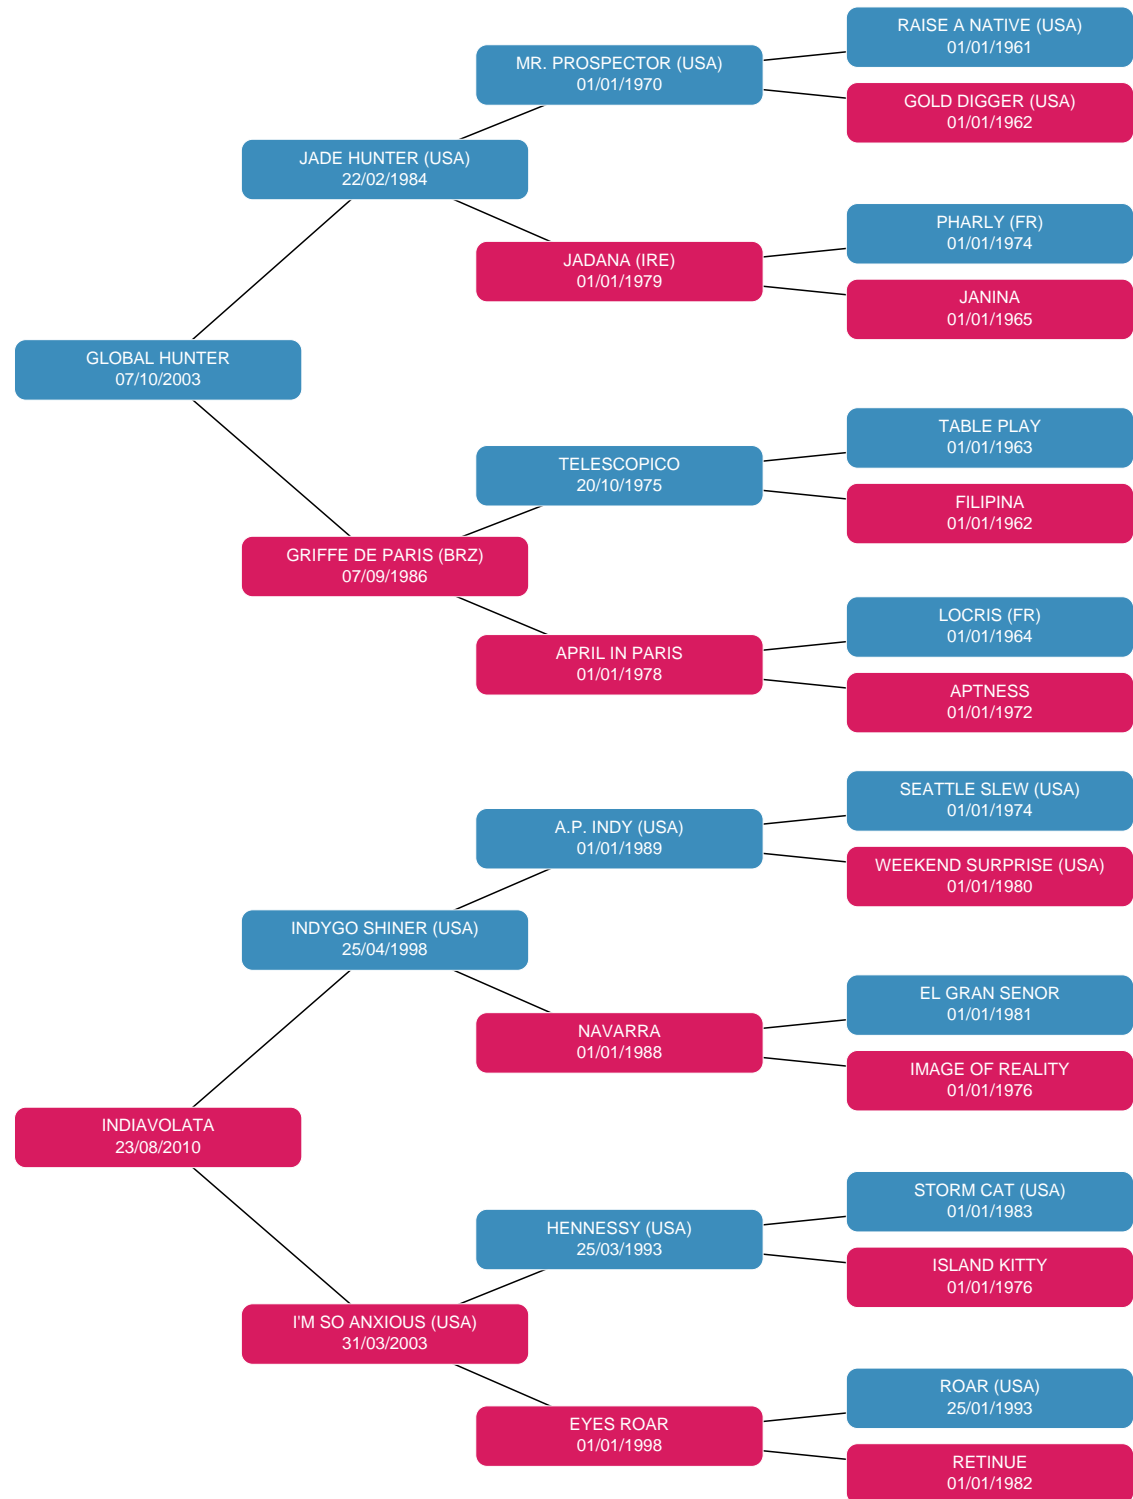 RAISE A NATIVE (USA)
01/01/1961
MR. PROSPECTOR (USA)
01/01/1970
GOLD DIGGER (USA)
01/01/1962
JADE HUNTER (USA)
22/02/1984
PHARLY (FR)
01/01/1974
JADANA (IRE)
01/01/1979
JANINA
01/01/1965
GLOBAL HUNTER
07/10/2003
TABLE PLAY
01/01/1963
TELESCOPICO
20/10/1975
FILIPINA
01/01/1962
GRIFFE DE PARIS (BRZ)
07/09/1986
LOCRIS (FR)
01/01/1964
APRIL IN PARIS
01/01/1978
APTNESS
01/01/1972
SEATTLE SLEW (USA)
01/01/1974
A.P. INDY (USA)
01/01/1989
WEEKEND SURPRISE (USA)
01/01/1980
INDYGO SHINER (USA)
25/04/1998
EL GRAN SENOR
01/01/1981
NAVARRA
01/01/1988
IMAGE OF REALITY
01/01/1976
INDIAVOLATA
23/08/2010
STORM CAT (USA)
01/01/1983
HENNESSY (USA)
25/03/1993
ISLAND KITTY
01/01/1976
I'M SO ANXIOUS (USA)
31/03/2003
ROAR (USA)
25/01/1993
EYES ROAR
01/01/1998
RETINUE
01/01/1982